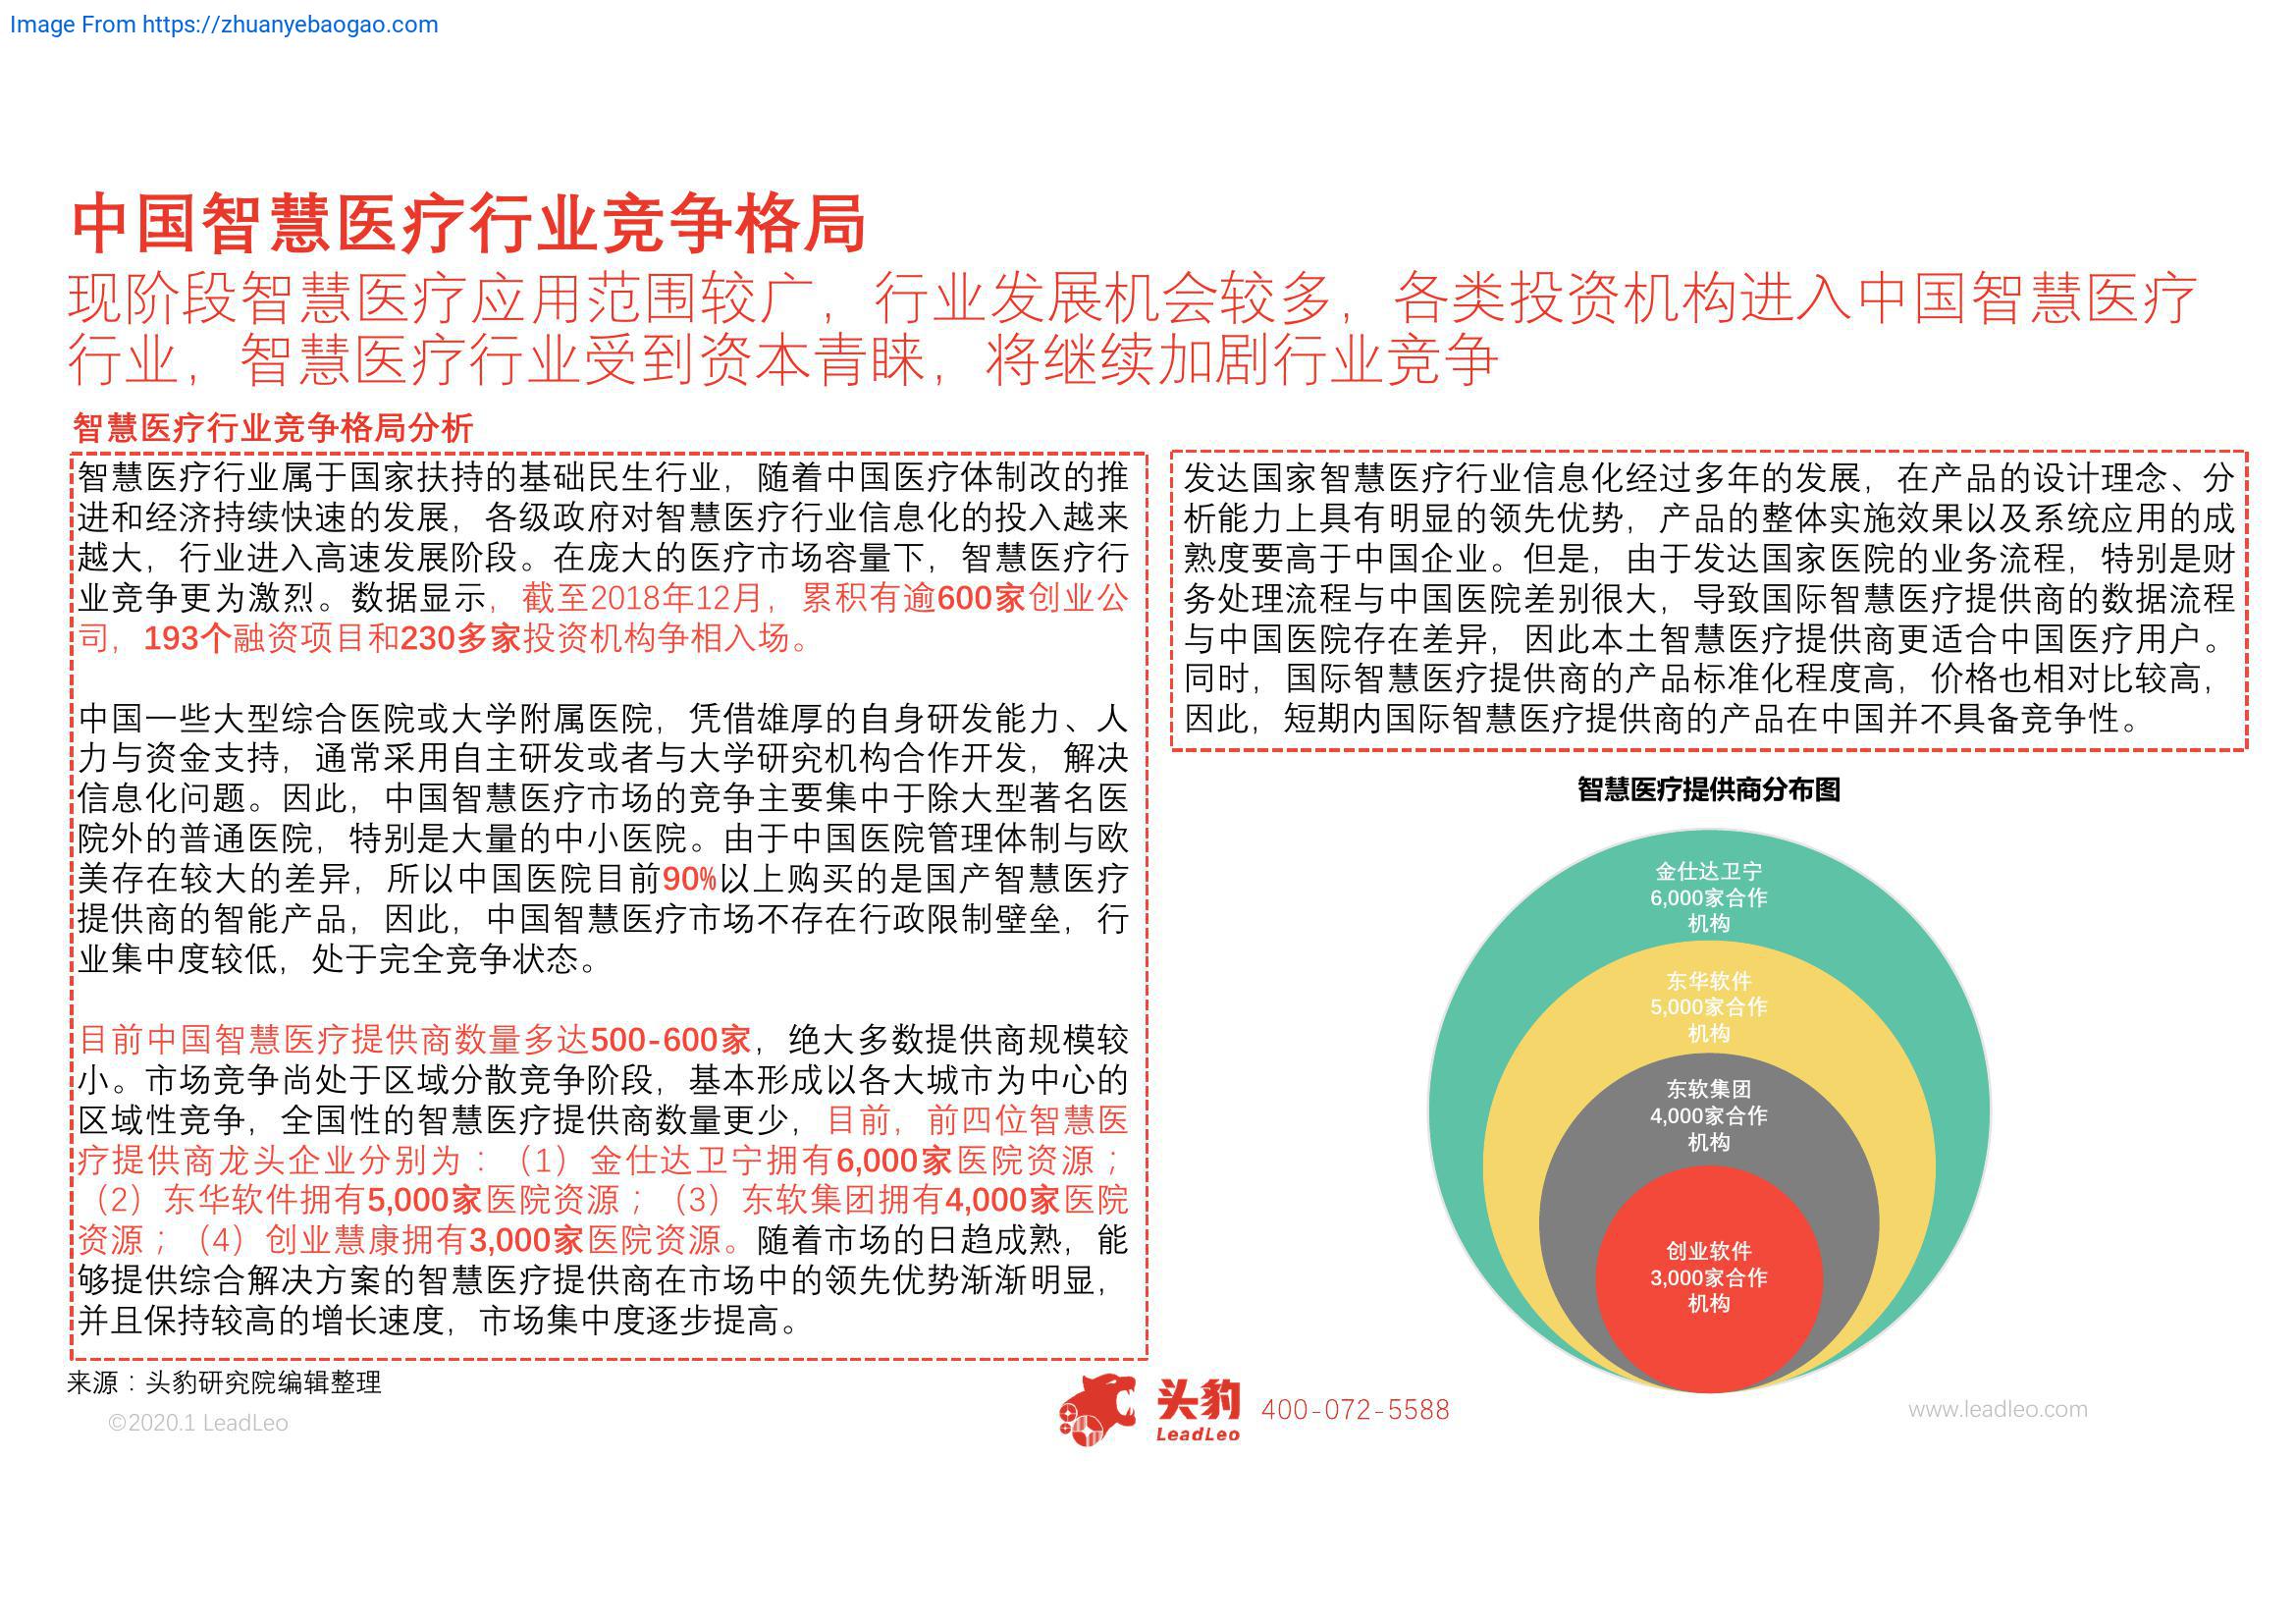 Image From https://zhuanyebaogao.com
中国智慧医疗行业竞争格局
现阶段智慧医疗应用范围较广，行业发展机会较多，各类投资机构进入中国智慧医疗
行业，智慧医疗行业受到资本青睐，将继续加剧行业竞争
智慧医疗行业竞争格局分析
智慧医疗行业属于国家扶持的基础民生行业，随着中国医疗体制改的推
进和经济持续快速的发展，各级政府对智慧医疗行业信息化的投入越来
越大，行业进入高速发展阶段。在庞大的医疗市场容量下，智慧医疗行
业竞争更为激烈。数据显示，截至2018年12月，累积有逾600家创业公
司，193个融资项目和230多家投资机构争相入场。
中国一些大型综合医院或大学附属医院，凭借雄厚的自身研发能力、人
力与资金支持，通常采用自主研发或者与大学研究机构合作开发，解决
信息化问题。因此，中国智慧医疗市场的竞争主要集中于除大型著名医
院外的普通医院，特别是大量的中小医院。由于中国医院管理体制与欧
美存在较大的差异，所以中国医院目前90%以上购买的是国产智慧医疗
提供商的智能产品，因此，中国智慧医疗市场不存在行政限制壁垒，行
业集中度较低，处于完全竞争状态。
目前中国智慧医疗提供商数量多达500-600家，绝大多数提供商规模较
小。市场竞争尚处于区域分散竞争阶段，基本形成以各大城市为中心的
区域性竞争，全国性的智慧医疗提供商数量更少，目前，前四位智慧医
疗提供商龙头企业分别为：（1）金仕达卫宁拥有6,000家医院资源；
（2）东华软件拥有5,000家医院资源；（3）东软集团拥有4,000家医院
资源；（4）创业慧康拥有3,000家医院资源。随着市场的日趋成熟，能
够提供综合解决方案的智慧医疗提供商在市场中的领先优势渐渐明显，
并且保持较高的增长速度，市场集中度逐步提高。
发达国家智慧医疗行业信息化经过多年的发展，在产品的设计理念、分
析能力上具有明显的领先优势，产品的整体实施效果以及系统应用的成
熟度要高于中国企业。但是，由于发达国家医院的业务流程，特别是财
务处理流程与中国医院差别很大，导致国际智慧医疗提供商的数据流程
与中国医院存在差异，因此本土智慧医疗提供商更适合中国医疗用户。
同时，国际智慧医疗提供商的产品标准化程度高，价格也相对比较高，
因此，短期内国际智慧医疗提供商的产品在中国并不具备竞争性。
智慧医疗提供商分布图
金仕达卫宁
6,000家合作
机构
东华软件
5,000家合作
机构
东软集团
4,000家合作
机构
创业软件
3,000家合作
机构
来源：头豹研究院编辑整理
©2020.1 LeadLeo
头豹
LeadLeo
400-072-5588
www.leadleo.com